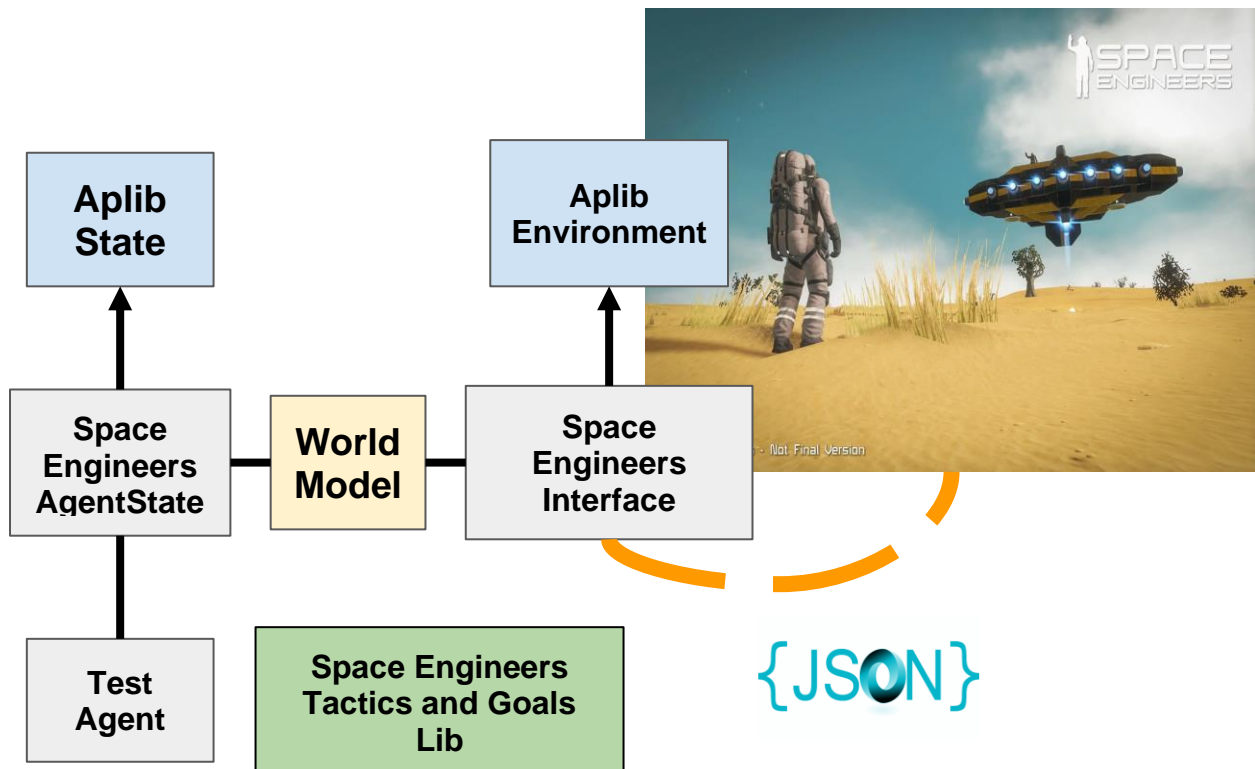 SPACE
ENGINEERS
Aplib
State
Aplib
Environment
Space
Engineers
AgentState
World
Model
Space
Engineers
Interface
- Not Final Version
Test
Agent
Space Engineers
Tactics and Goals
Lib
{JSON}